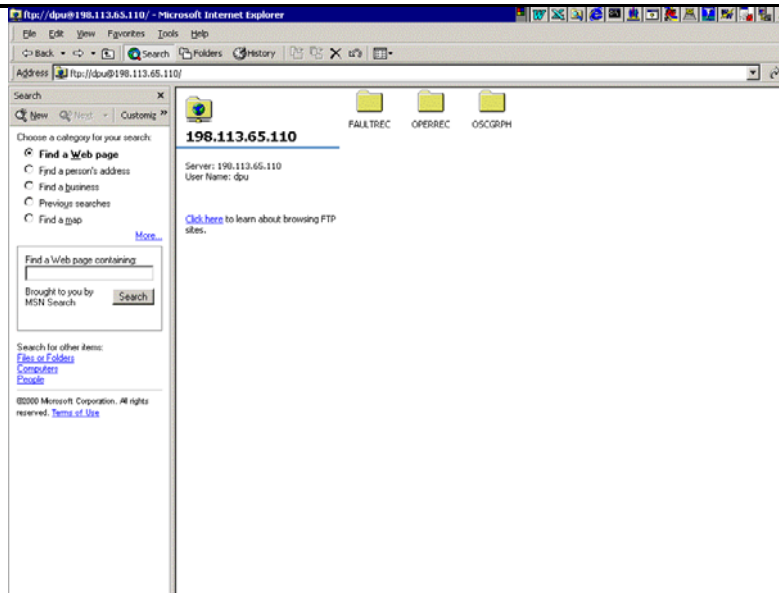 ftp://dpu@198.113.65.110/ - Microsoft Internet Explorer
File Edit View Favorites Tools Help
Back Search Folders History
Address ftp://dpu@198.113.65.110/
Search
New Next Customiz
Choose a category for your search:
Find a Web page
Find a person's address
Find a business
Previous searches
Find a map
More...
Find a Web page containing:
Brought to you by
MSN Search
Search
Search for other items:
Files or Folders
Computers
People
©2000 Microsoft Corporation. All rights
reserved. Terms of Use
198.113.65.110
Server: 198.113.65.110
User Name: dpu
Click here to learn about browsing FTP
sites.
FAULTREC OPERREC OSCGRPH